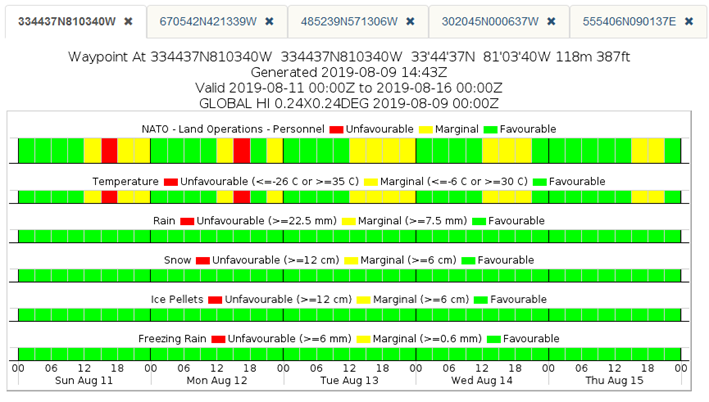 334437N810340W ✖ 670542N421339W ✖ 485239N571306W ✖ 302045N000637W ✖ 555406N090137E ✖
Waypoint At 334437N810340W 334437N810340W 33'44'37N 81'03'40W 118m 387ft
Generated 2019-08-09 14:43Z
Valid 2019-08-11 00:00Z to 2019-08-16 00:00Z
GLOBAL HI 0.24X0.24DEG 2019-08-09 00:00Z
NATO - Land Operations - Personnel Unfavourable Marginal Favourable
Temperature Unfavourable (<=-26 C or >=35 C) Marginal (<=-6 C or >=30 C) Favourable
Rain Unfavourable (>=22.5 mm) Marginal (>=7.5 mm) Favourable
Snow Unfavourable (>=12 cm) Marginal (>=6 cm) Favourable
Ice Pellets Unfavourable (>=12 cm) Marginal (>=6 cm) Favourable
Freezing Rain Unfavourable (>=6 mm) Marginal (>=0.6 mm) Favourable
00 06 12 18 00 06 12 18 00 06 12 18 00 06 12 18 00 06 12 18 00
Sun Aug 11 Mon Aug 12 Tue Aug 13 Wed Aug 14 Thu Aug 15